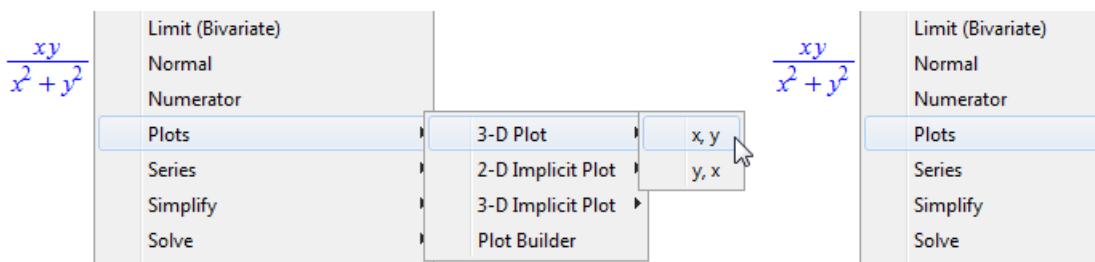 xy
x² + y²
Limit (Bivariate)
Normal
Numerator
Plots
Series
Simplify
Solve
3-D Plot
2-D Implicit Plot
3-D Implicit Plot
Plot Builder
x, y
y, x
xy
x² + y²
Limit (Bivariate)
Normal
Numerator
Plots
Series
Simplify
Solve